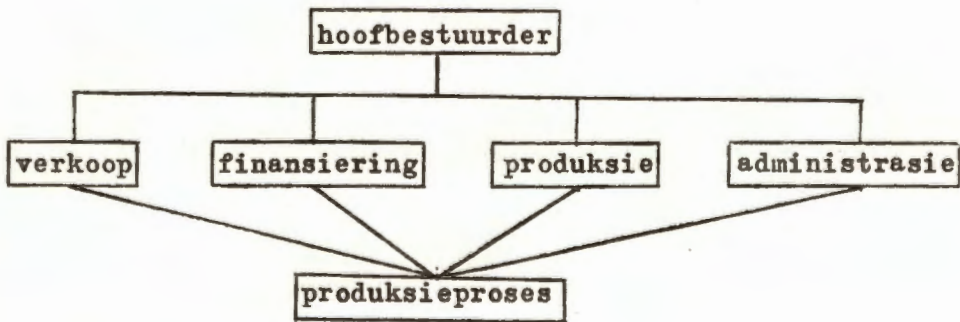 hoofbestuurder
verkoop finansiering produksie administrasie
produksieproses